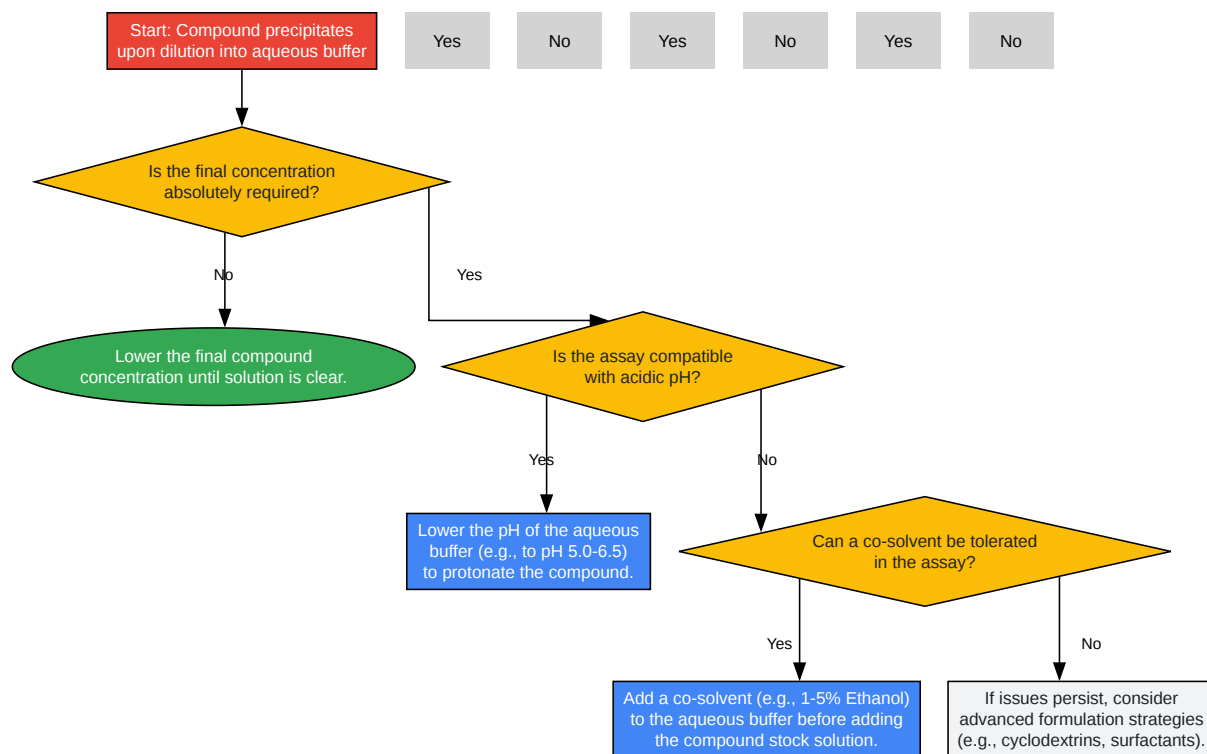 Start: Compound precipitates
upon dilution into aqueous buffer
Yes
No
Yes
No
Yes
No
Is the final concentration
absolutely required?
No
Yes
Lower the final compound
concentration until solution is clear.
Is the assay compatible
with acidic pH?
Yes
No
Lower the pH of the aqueous
buffer (e.g., to pH 5.0-6.5)
to protonate the compound.
Can a co-solvent be tolerated
in the assay?
Yes
No
Add a co-solvent (e.g., 1-5% Ethanol)
to the aqueous buffer before adding
the compound stock solution.
If issues persist, consider
advanced formulation strategies
(e.g., cyclodextrins, surfactants).